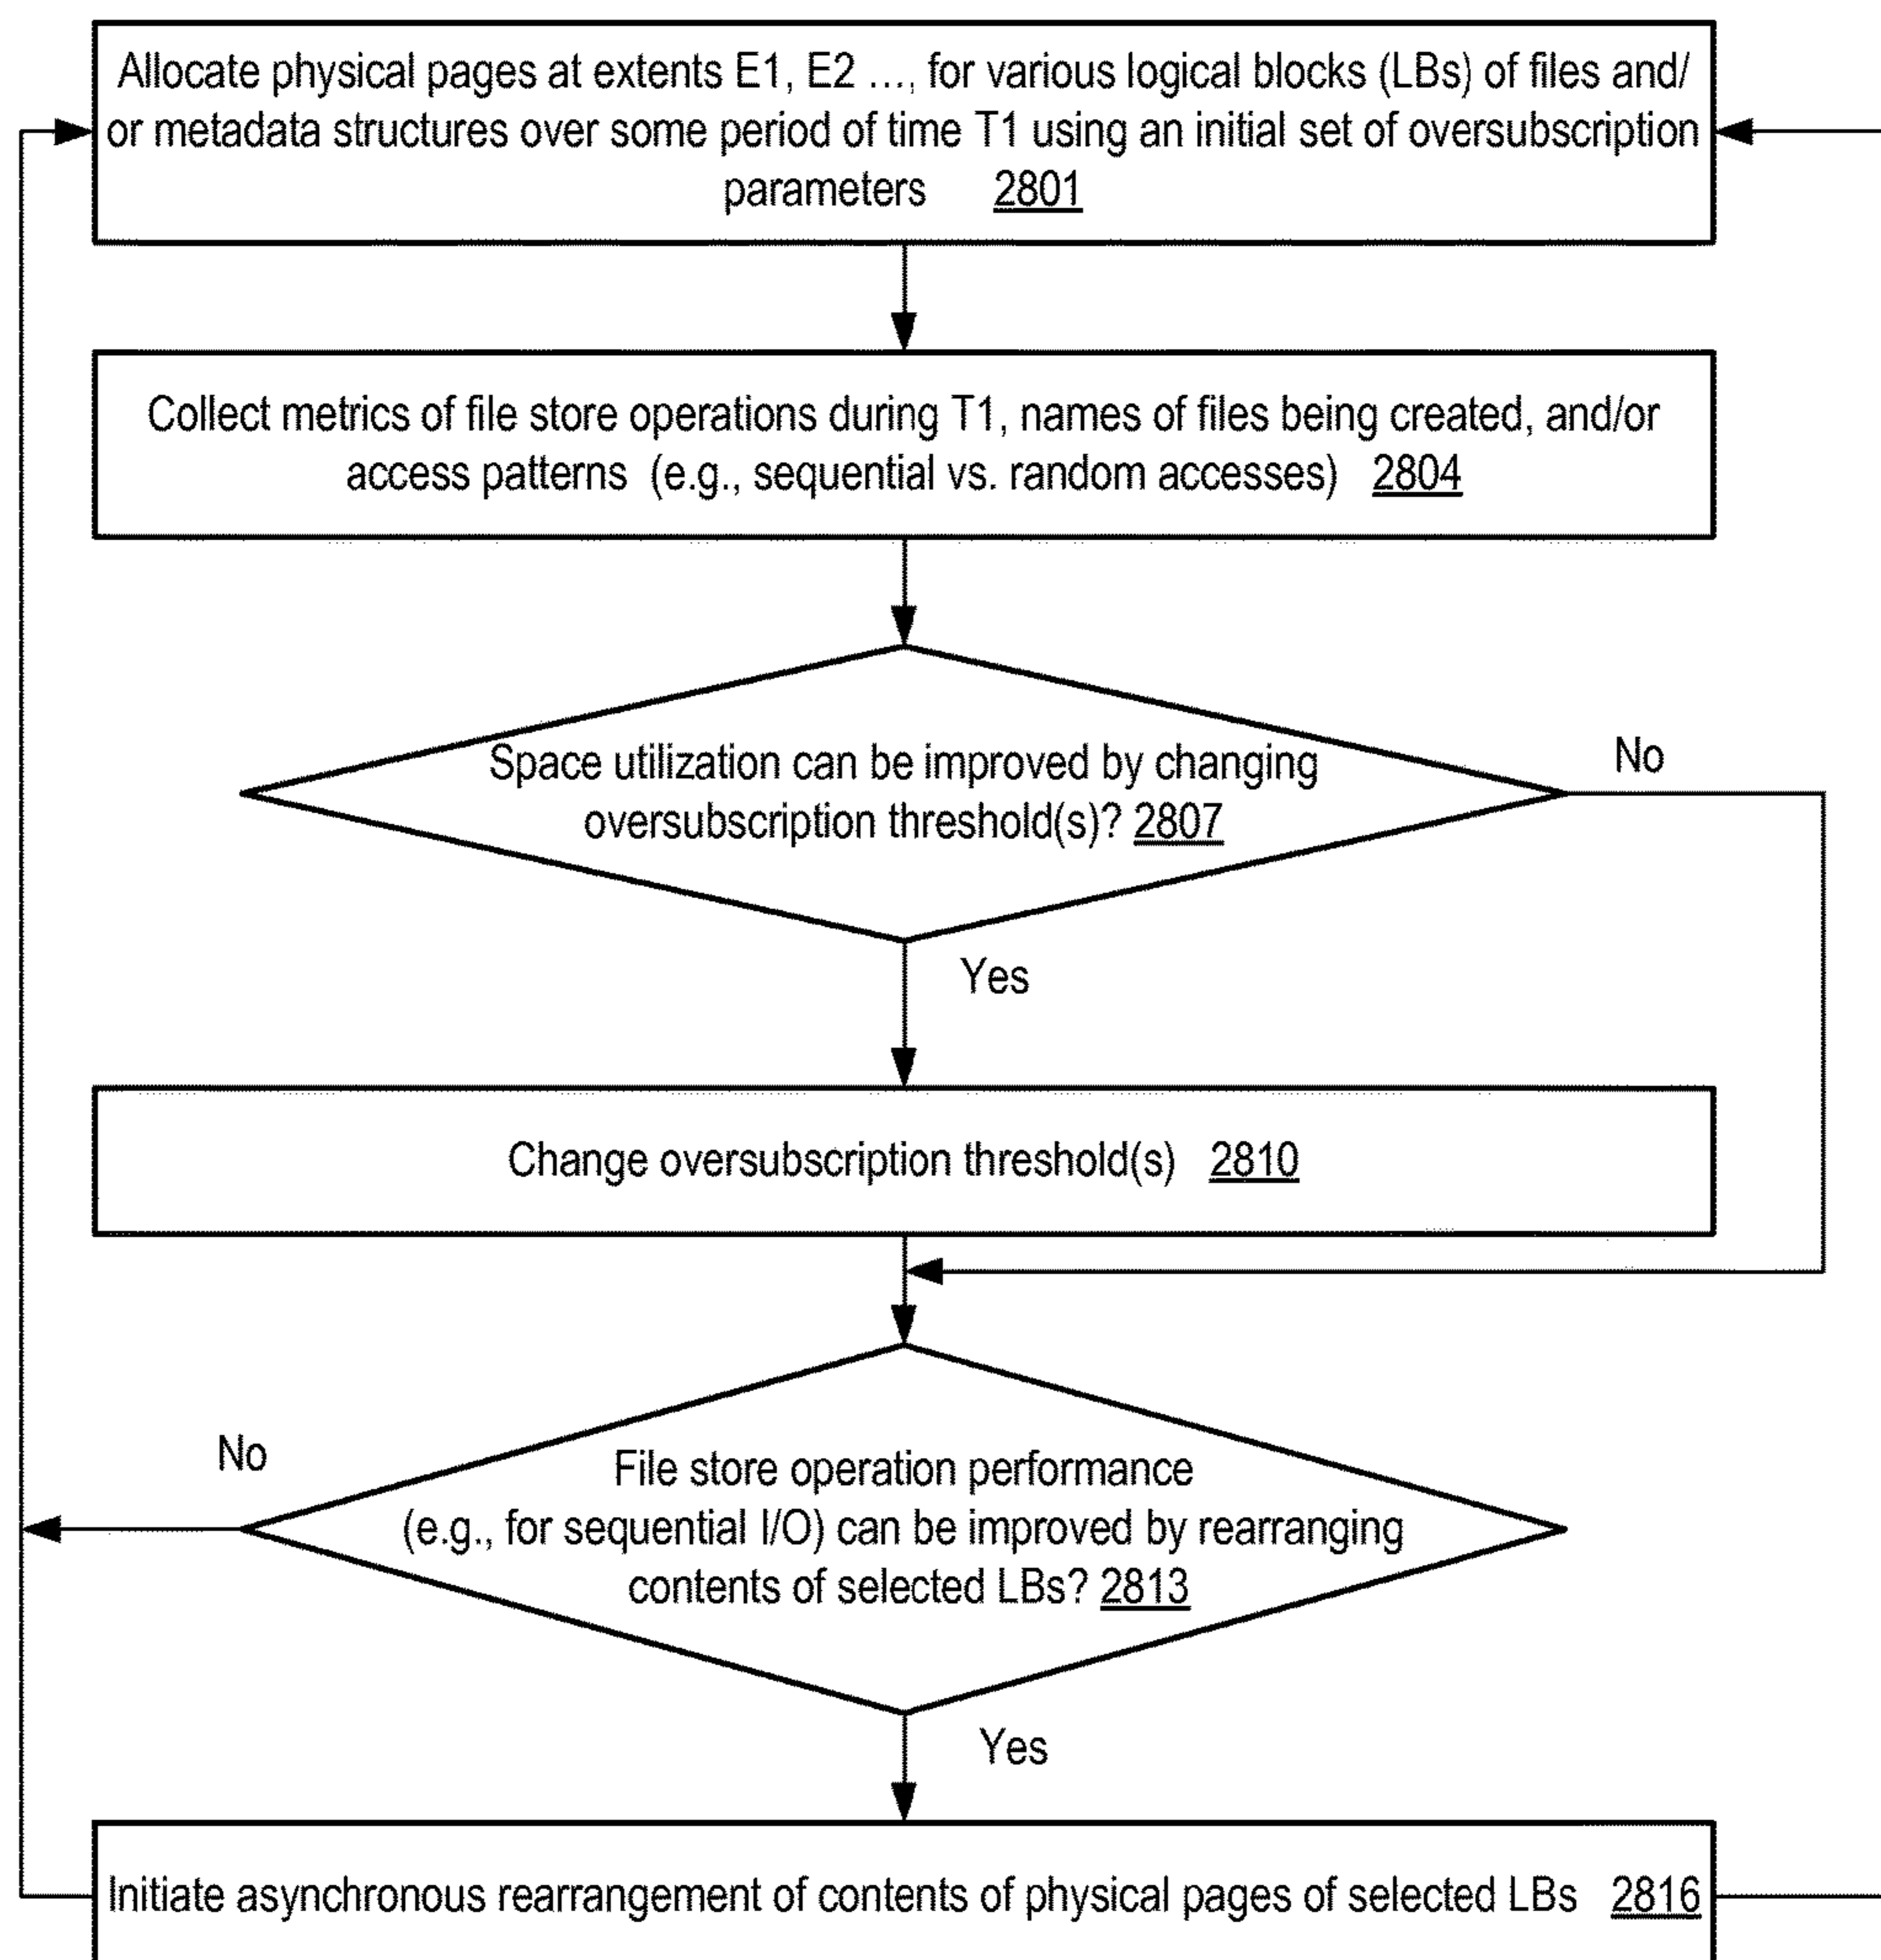 Allocate physical pages at extents E1, E2 ..., for various logical blocks (LBs) of files and/
or metadata structures over some period of time T1 using an initial set of oversubscription
parameters 2801
Collect metrics of file store operations during T1, names of files being created, and/or
access patterns (e.g., sequential vs. random accesses) 2804
Space utilization can be improved by changing
oversubscription threshold(s)? 2807
No
Yes
Change oversubscription threshold(s) 2810
No
File store operation performance
(e.g., for sequential I/O) can be improved by rearranging
contents of selected LBs? 2813
Yes
Initiate asynchronous rearrangement of contents of physical pages of selected LBs 2816